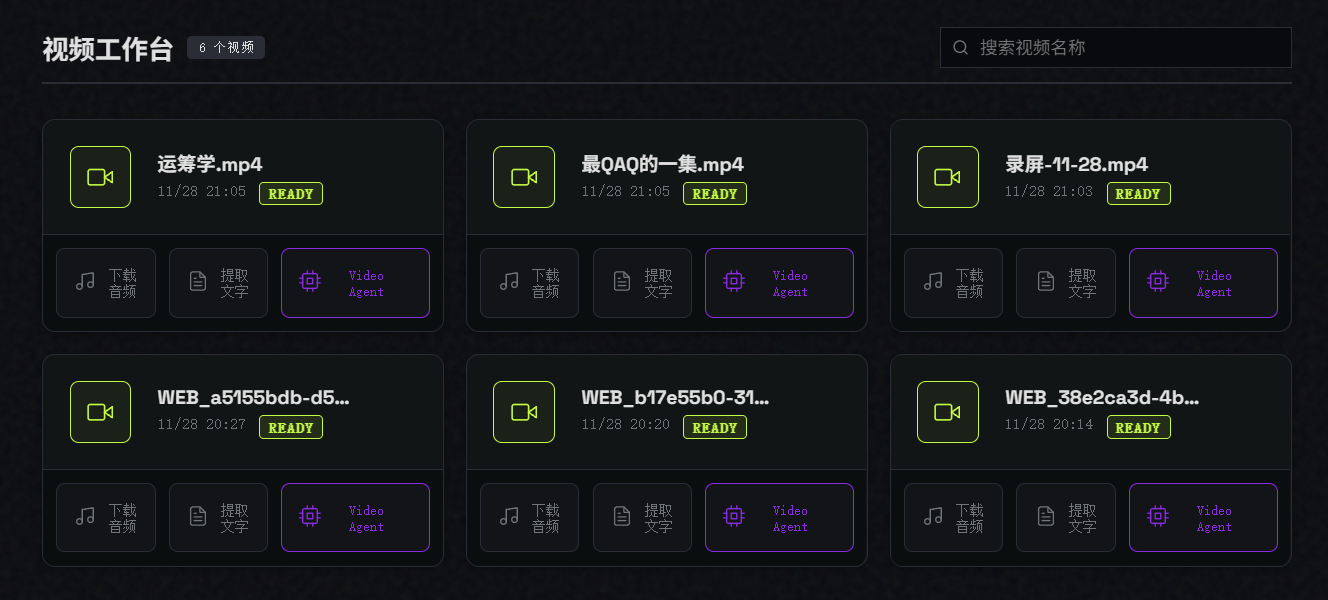 视频工作台
6 个视频
搜索视频名称
运筹学.mp4
11/28 21:05 READY
下载
音频
提取
文字
Video
Agent
最QAQ的一集.mp4
11/28 21:05 READY
下载
音频
提取
文字
Video
Agent
录屏-11-28.mp4
11/28 21:03 READY
下载
音频
提取
文字
Video
Agent
WEB_a5155bdb-d5...
11/28 20:27 READY
下载
音频
提取
文字
Video
Agent
WEB_b17e55b0-31...
11/28 20:20 READY
下载
音频
提取
文字
Video
Agent
WEB_38e2ca3d-4b...
11/28 20:14 READY
下载
音频
提取
文字
Video
Agent